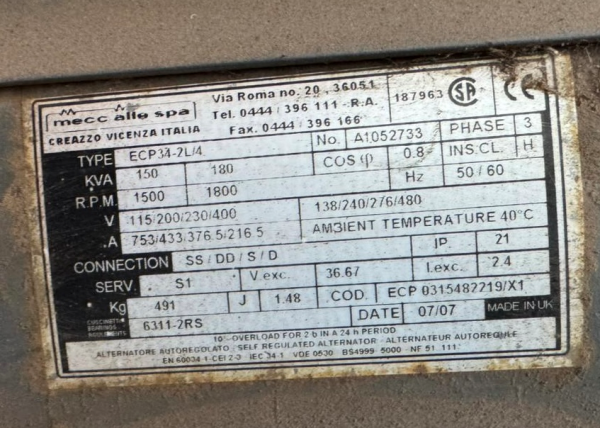 mecc alte spa
Via Roma no. 20 , 36051
Tel. 0444 / 396 111 - R.A.
187963 SA CE
CREAZZO VICENZA ITALIA
Fax. 0444 / 396 166
TYPE ECP34-2L/4 No. A1052733 PHASE 3
KVA 150 180 COS φ 0.8 INS.CL. H
R.P.M. 1500 1800 Hz 50 / 60
V 115/200/230/400 138/240/276/480
A 753/433/376.5/216.5 AMBIENT TEMPERATURE 40°C
CONNECTION SS / DD / S / D IP 21
SERV. S1 V.exc. 36.67 I.exc. 2.4
Kg 491 J 1.48 COD. ECP 0315482219/X1
CUSCINETTI
BEARINGS
6311-2RS DATE 07/07 MADE IN UK
10% OVERLOAD FOR 2 h IN A 24 h PERIOD
ALTERNATORE AUTOREGOLATO - SELF REGULATED ALTERNATOR - ALTERNATEUR AUTOREGULE
EN 60034 1-CEI 2-3 IEC 34-1 VDE 0530 BS4999 5000 - NF 51 111